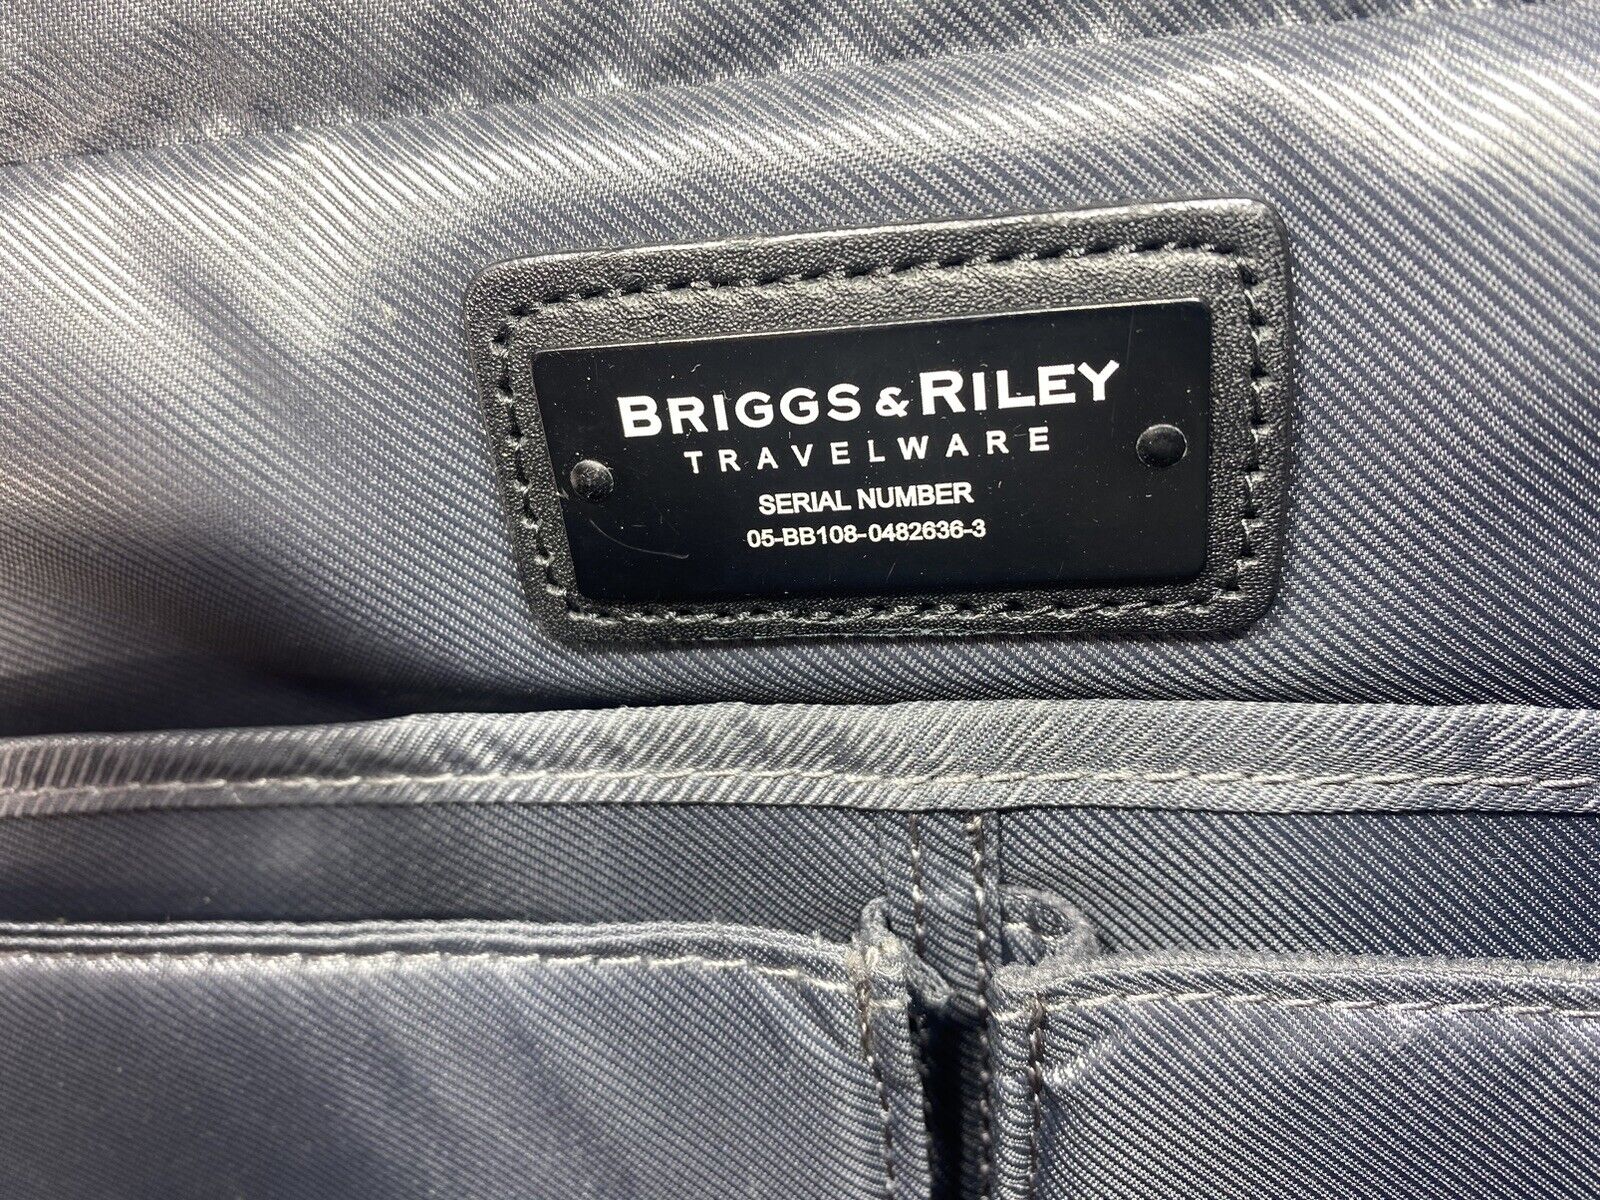 BRIGGS & RILEY
TRAVELWARE
SERIAL NUMBER
05-BB108-0482636-3